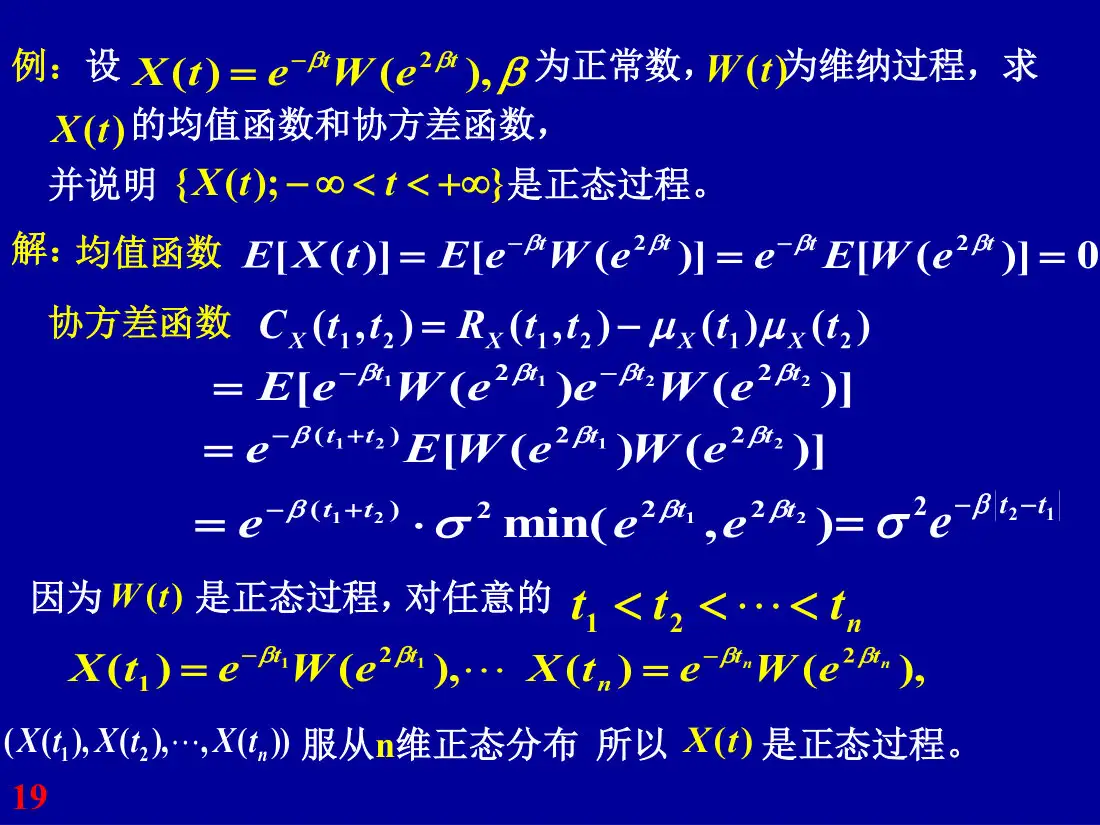 例：设 X(t) = e^{-βt}W(e^{2βt}), β 为正常数，W(t)为维纳过程，求
X(t) 的均值函数和协方差函数，
并说明 {X(t); -∞ < t < +∞} 是正态过程。
解：均值函数 E[X(t)] = E[e^{-βt}W(e^{2βt})] = e^{-βt}E[W(e^{2βt})] = 0
协方差函数 C_X(t_1,t_2) = R_X(t_1,t_2) - μ_X(t_1)μ_X(t_2)
= E[e^{-βt_1}W(e^{2βt_1})e^{-βt_2}W(e^{2βt_2})]
= e^{-β(t_1+t_2)}E[W(e^{2βt_1})W(e^{2βt_2})]
= e^{-β(t_1+t_2)} · σ^2 min(e^{2βt_1}, e^{2βt_2}) = σ^2e^{-β|t_2-t_1|}
因为 W(t) 是正态过程，对任意的 t_1 < t_2 < ··· < t_n
X(t_1) = e^{-βt_1}W(e^{2βt_1}),··· X(t_n) = e^{-βt_n}W(e^{2βt_n}),
(X(t_1), X(t_2),···, X(t_n)) 服从n维正态分布 所以 X(t) 是正态过程。
19